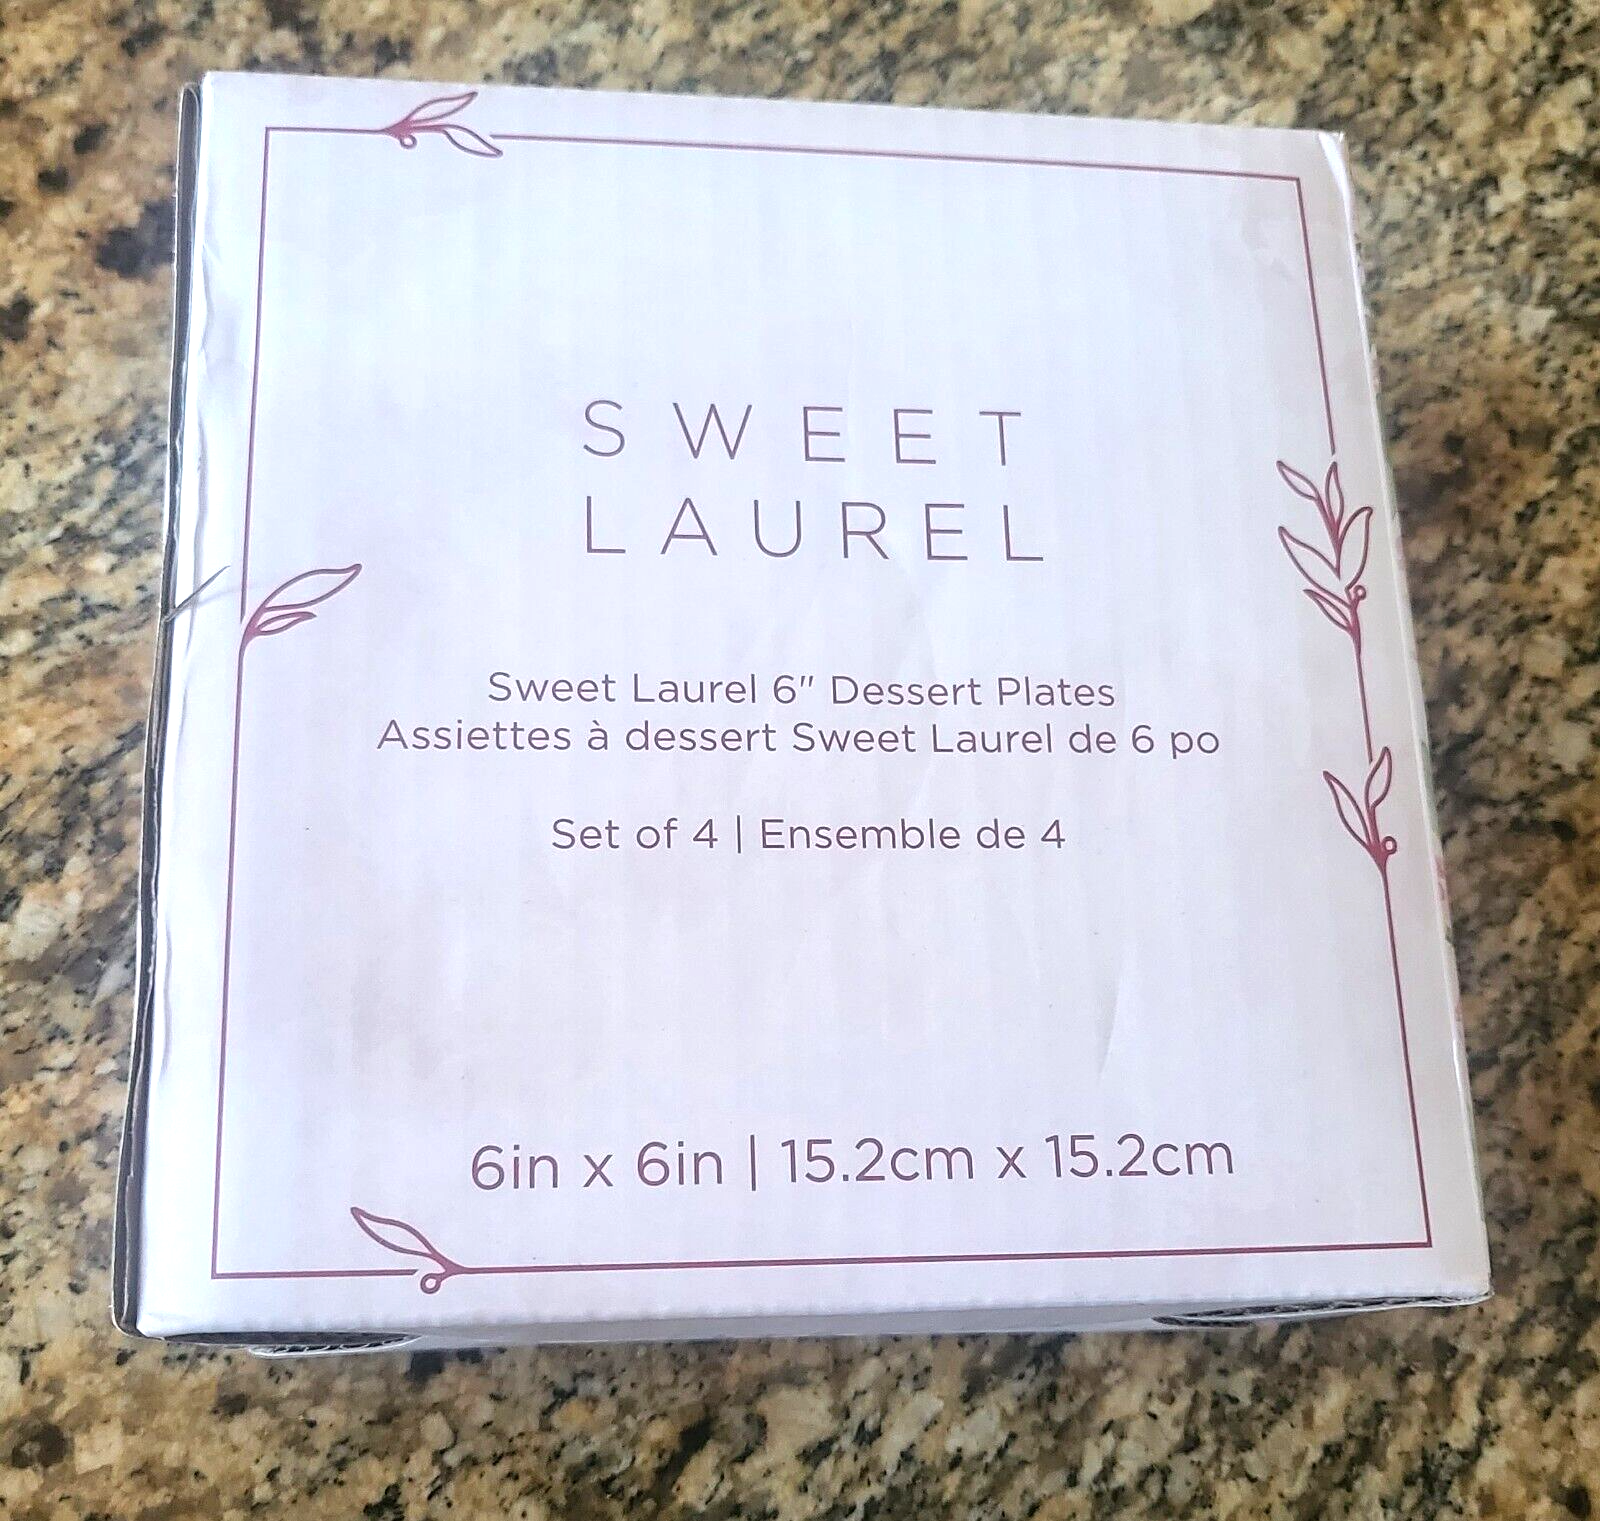 SWEET
LAUREL
Sweet Laurel 6" Dessert Plates
Assiettes à dessert Sweet Laurel de 6 po
Set of 4 | Ensemble de 4
6in x 6in | 15.2cm x 15.2cm